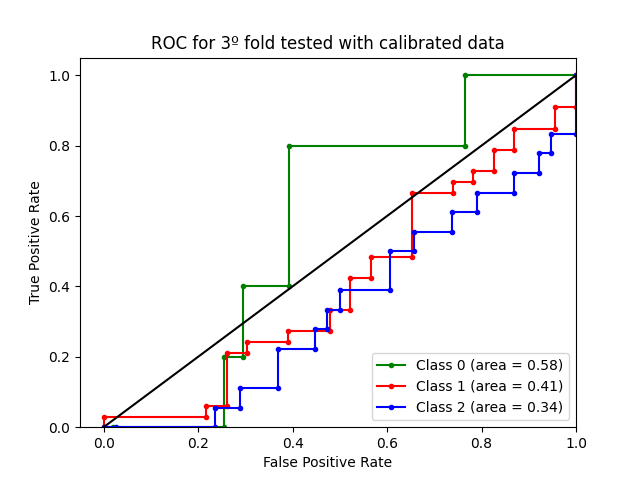 ROC for 3º fold tested with calibrated data
True Positive Rate
1.0
0.8
0.6
0.4
0.2
0.0
Class 0 (area = 0.58)
Class 1 (area = 0.41)
Class 2 (area = 0.34)
0.0 0.2 0.4 0.6 0.8 1.0
False Positive Rate